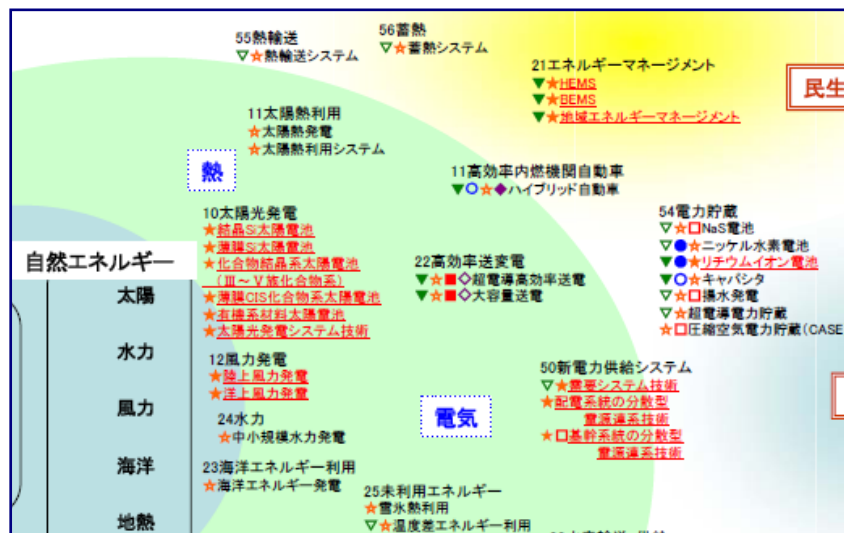 55熱輸送
▽☆熱輸送システム
56蓄熱
▽☆蓄熱システム
21エネルギーマネージメント
▼★HEMS
▼★BEMS
▼★地域エネルギーマネージメント
民生
11太陽熱利用
☆太陽熱発電
☆太陽熱利用システム
熱
11高効率内燃機関自動車
▼○☆◆ハイブリッド自動車
10太陽光発電
★結晶Si太陽電池
★薄膜Si太陽電池
★化合物結晶系太陽電池
(Ⅲ～Ⅴ族化合物系)
★薄膜CIS化合物系太陽電池
★有機系材料太陽電池
★太陽光発電システム技術
54電力貯蔵
▽☆□NaS電池
▽●☆ニッケル水素電池
▼●★リチウムイオン電池
▼○☆キャパシタ
▽☆□揚水発電
▽☆超電導電力貯蔵
☆□圧縮空気電力貯蔵(CASE
自然エネルギー
太陽
水力
風力
海洋
地熱
22高効率送変電
▼☆■◇超電導高効率送電
▼☆■◇大容量送電
12風力発電
★陸上風力発電
★洋上風力発電
24水力
☆中小規模水力発電
電気
50新電力供給システム
▽★需要システム技術
★配電系統の分散型
電源連系技術
★□基幹系統の分散型
電源連系技術
23海洋エネルギー利用
☆海洋エネルギー発電
25未利用エネルギー
☆雪氷熱利用
▽☆温度差エネルギー利用